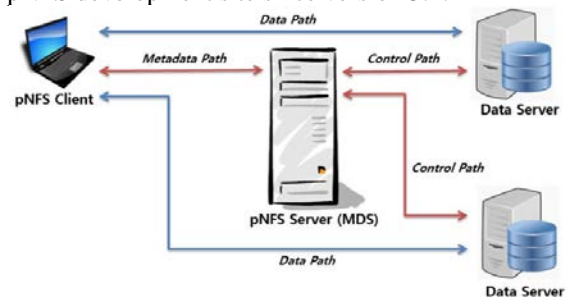 Data Path
Metadata Path
Control Path
pNFS Client
Data Server
Control Path
pNFS Server (MDS)
Data Path
Data Server